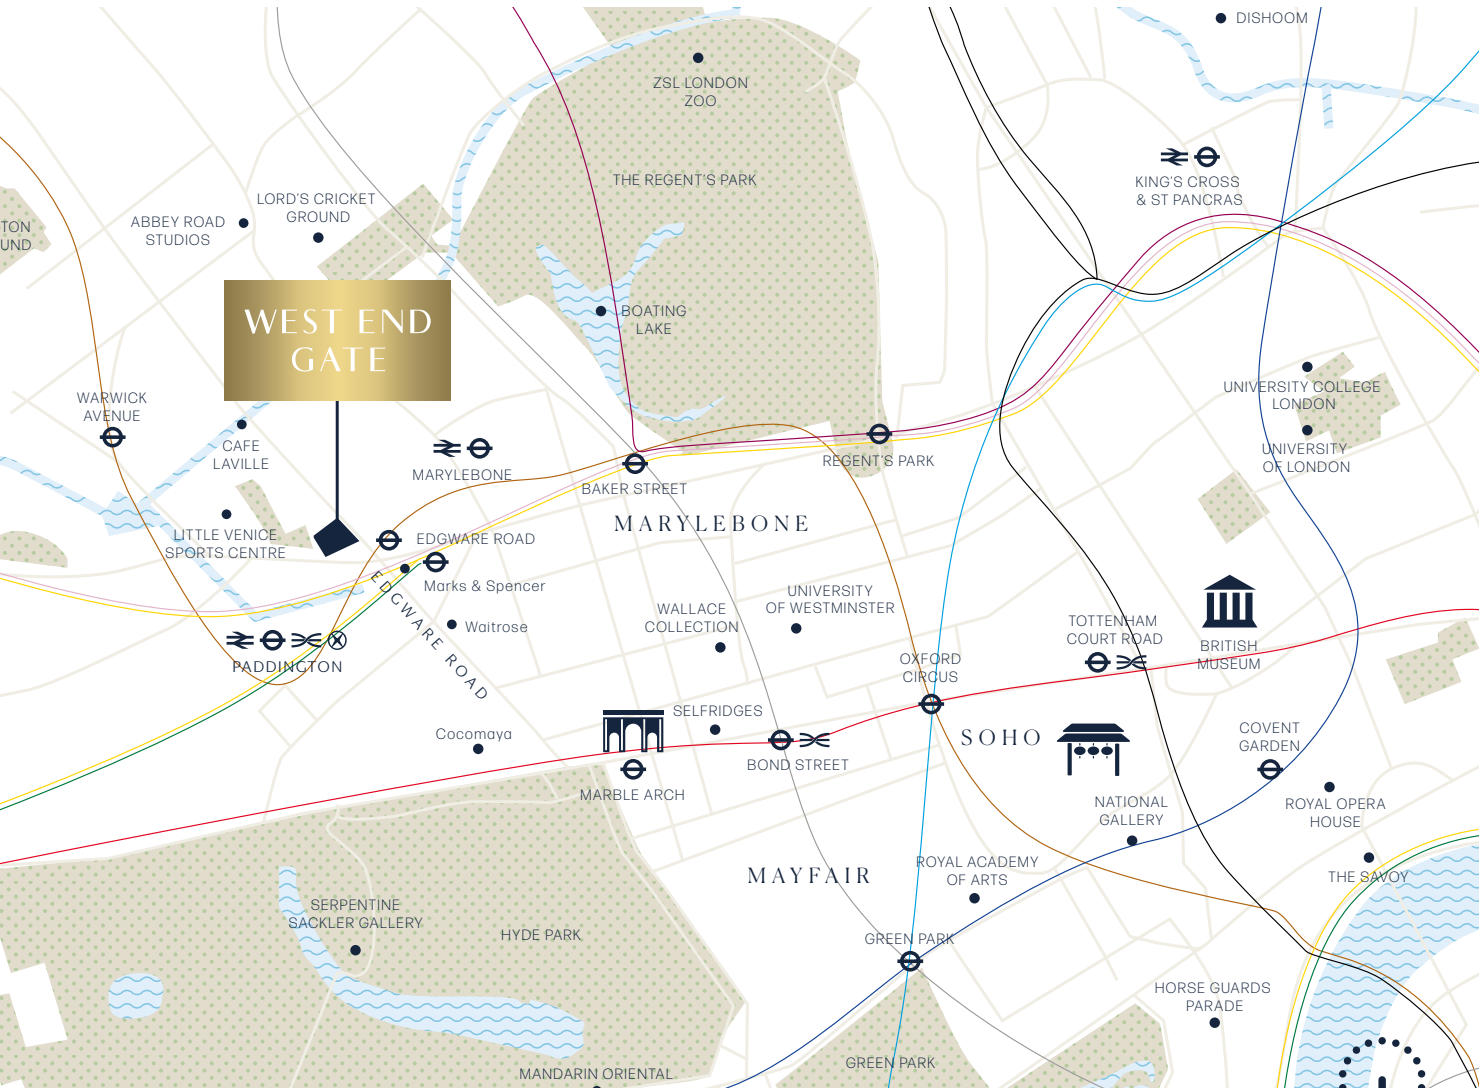 DISHOOM
ZSL LONDON
ZOO
THE REGENT'S PARK
KING'S CROSS
& ST PANCRAS
LORD'S CRICKET
GROUND
ABBEY ROAD
STUDIOS
TON
UND
WEST END
GATE
BOATING
LAKE
WARWICK
AVENUE
CAFE
LAVILLE
MARYLEBONE
BAKER STREET
REGENT'S PARK
UNIVERSITY COLLEGE
LONDON
UNIVERSITY
OF LONDON
LITTLE VENICE
SPORTS CENTRE
EDGWARE ROAD
Marks & Spencer
MARYLEBONE
EDGWARE ROAD
Waitrose
PADDINGTON
WALLACE
COLLECTION
UNIVERSITY
OF WESTMINSTER
OXFORD
CIRCUS
TOTTENHAM
COURT ROAD
BRITISH
MUSEUM
Cocomaya
SELFRIDGES
MARBLE ARCH
BOND STREET
SOHO
COVENT
GARDEN
NATIONAL
GALLERY
ROYAL OPERA
HOUSE
THE SAVOY
MAYFAIR
ROYAL ACADEMY
OF ARTS
SERPENTINE
SACKLER GALLERY
HYDE PARK
GREEN PARK
HORSE GUARDS
PARADE
GREEN PARK
MANDARIN ORIENTAL